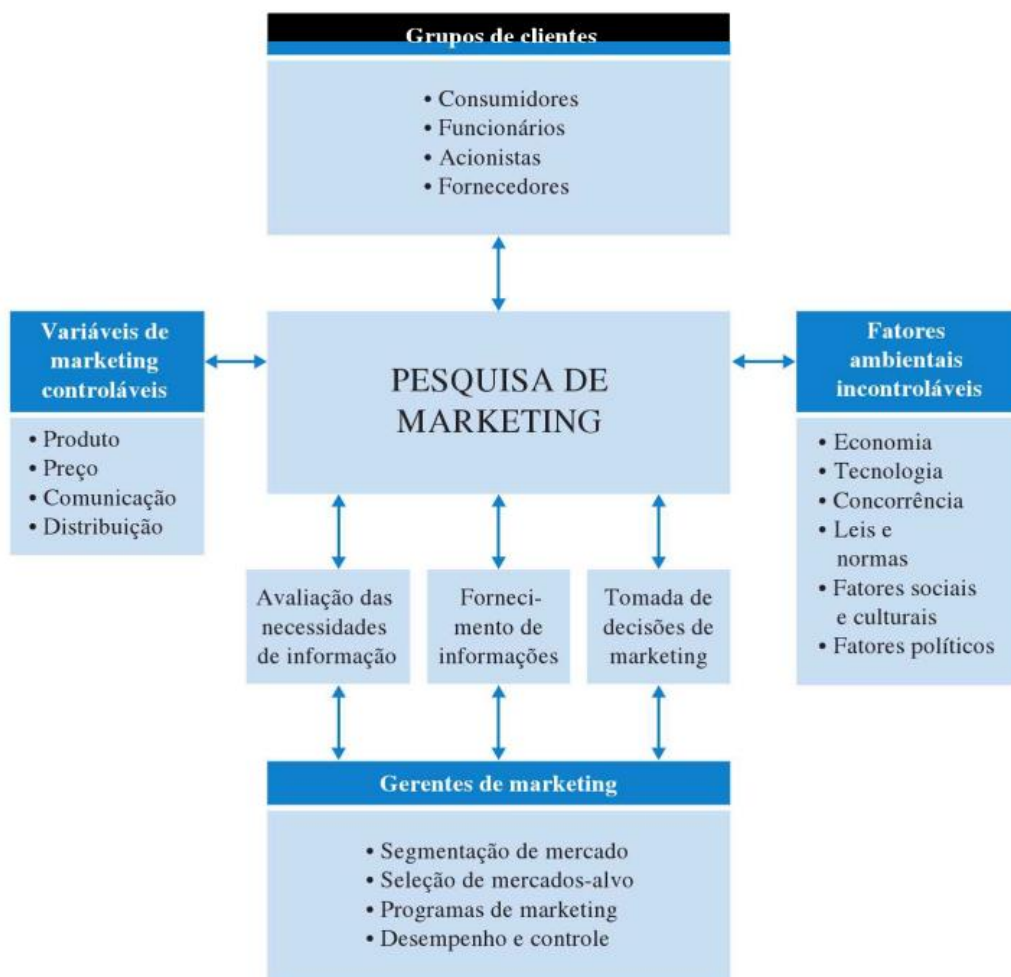 Grupos de clientes
• Consumidores
• Funcionários
• Acionistas
• Fornecedores
Variáveis de
marketing
controláveis
• Produto
• Preço
• Comunicação
• Distribuição
PESQUISA DE
MARKETING
Fatores
ambientais
incontroláveis
• Economia
• Tecnologia
• Concorrência
• Leis e
normas
• Fatores sociais
e culturais
• Fatores políticos
Avaliação das
necessidades
de informação
Forneci-
mento de
informações
Tomada de
decisões de
marketing
Gerentes de marketing
• Segmentação de mercado
• Seleção de mercados-alvo
• Programas de marketing
• Desempenho e controle